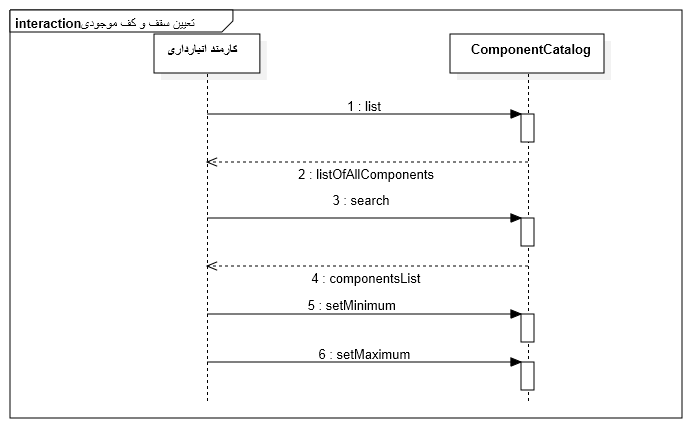 interaction تعیین سقف و کف موجودی
کارمند انبارداری
ComponentCatalog
1 : list
2 : listOfAllComponents
3 : search
4 : componentsList
5 : setMinimum
6 : setMaximum